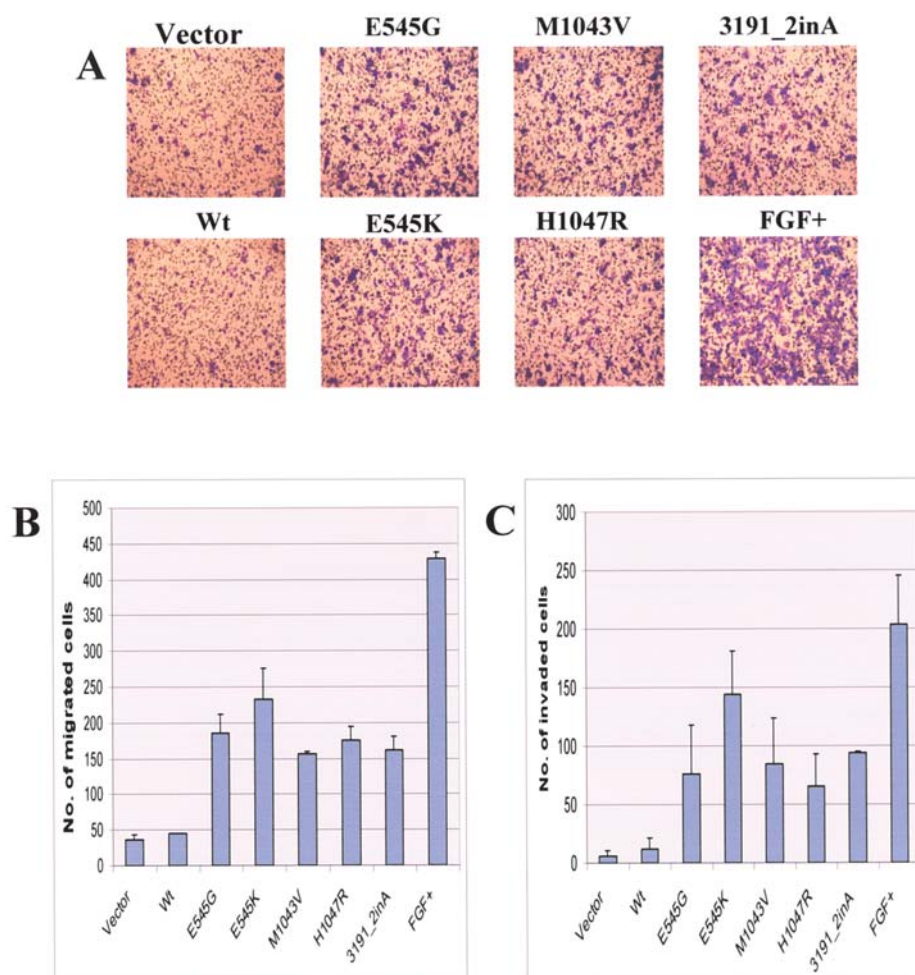 Vector E545G M1043V 3191_2inA
A
Wt E545K H1047R FGF+
B
No. of migrated cells
500
450
400
350
300
250
200
150
100
50
0
Vector Wt E545G E545K M1043V H1047R 3191_2inA FGF+
C
No. of invaded cells
300
250
200
150
100
50
0
Vector Wt E545G E545K M1043V H1047R 3191_2inA FGF+